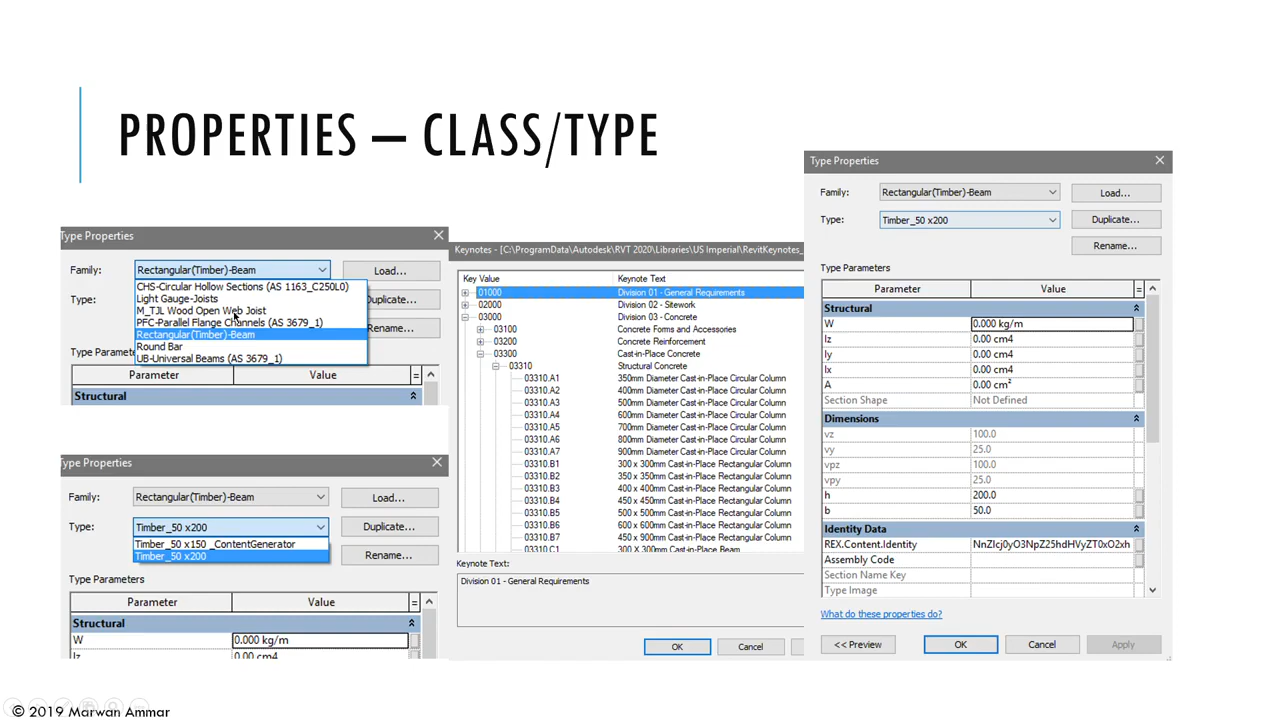 PROPERTIES – CLASS/TYPE
Type Properties
Family: Rectangular(Timber)-Beam Load...
CHS-Circular Hollow Sections (AS 1163_C250L0)
Type: Light Gauge-Joists Duplicate...
M_TJL Wood Open Web Joist
PFC-Parallel Flange Channels (AS 3679_1) Rename...
Rectangular(Timber)-Beam
Round Bar
Type Parameters
UB-Universal Beams (AS 3679_1)
Parameter Value =
Structural
Type Properties
Family: Rectangular(Timber)-Beam Load...
Type: Timber_50 x200 Duplicate...
Timber_50 x150 _ContentGenerator
Timber_50 x200 Rename...
Type Parameters
Parameter Value =
Structural
W 0.000 kg/m
Iz 0.00 cm4
Keynotes - [C:\ProgramData\Autodesk\RVT 2020\Libraries\US Imperial\RevitKeynotes_
Key Value Keynote Text
01000 Division 01 - General Requirements
02000 Division 02 - Sitework
03000 Division 03 - Concrete
03100 Concrete Forms and Accessories
03200 Concrete Reinforcement
03300 Cast-in-Place Concrete
03310 Structural Concrete
03310.A1 350mm Diameter Cast-in-Place Circular Column
03310.A2 400mm Diameter Cast-in-Place Circular Column
03310.A3 450mm Diameter Cast-in-Place Circular Column
03310.A4 600mm Diameter Cast-in-Place Circular Column
03310.A5 700mm Diameter Cast-in-Place Circular Column
03310.A6 800mm Diameter Cast-in-Place Circular Column
03310.A7 900mm Diameter Cast-in-Place Circular Column
03310.B1 300 x 300mm Cast-in-Place Rectangular Column
03310.B2 350 x 350mm Cast-in-Place Rectangular Column
03310.B3 400 x 400mm Cast-in-Place Rectangular Column
03310.B4 450 x 450mm Cast-in-Place Rectangular Column
03310.B5 500 x 500mm Cast-in-Place Rectangular Column
03310.B6 600 x 600mm Cast-in-Place Rectangular Column
03310.B7 450 x 900mm Cast-in-Place Rectangular Column
03310.C1 300 X 300mm Cast-in-Place Beam
Keynote Text:
Division 01 - General Requirements
OK Cancel
Type Properties
Family: Rectangular(Timber)-Beam Load...
Type: Timber_50 x200 Duplicate...
Rename...
Type Parameters
Parameter Value =
Structural
W 0.000 kg/m
Iz 0.00 cm4
Iy 0.00 cm4
Ix 0.00 cm4
A 0.00 cm²
Section Shape Not Defined
Dimensions
vz 100.0
vy 25.0
vpz 100.0
vpy 25.0
h 200.0
b 50.0
Identity Data
REX.Content.Identity NnZIcj0yO3NpZ25hdHVyZT0xO2xh
Assembly Code
Section Name Key
Type Image
What do these properties do?
<< Preview OK Cancel Apply
© 2019 Marwan Ammar